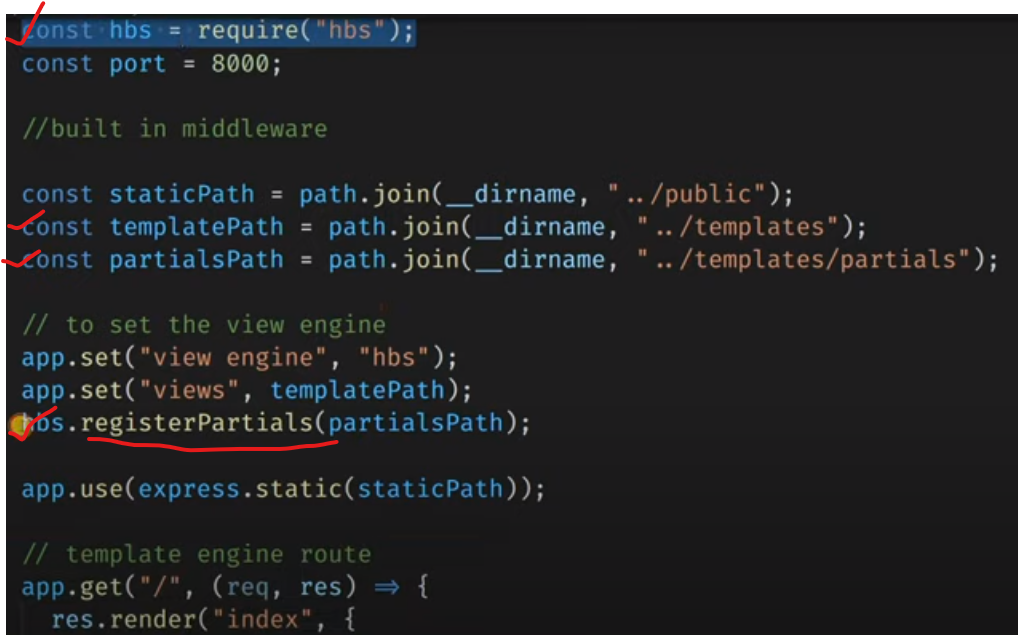 const hbs = require("hbs");
const port = 8000;
//built in middleware
const staticPath = path.join(__dirname, "../public");
const templatePath = path.join(__dirname, "../templates");
const partialsPath = path.join(__dirname, "../templates/partials");
// to set the view engine
app.set("view engine", "hbs");
app.set("views", templatePath);
hbs.registerPartials(partialsPath);
app.use(express.static(staticPath));
// template engine route
app.get("/", (req, res) ⇒ {
res.render("index", {